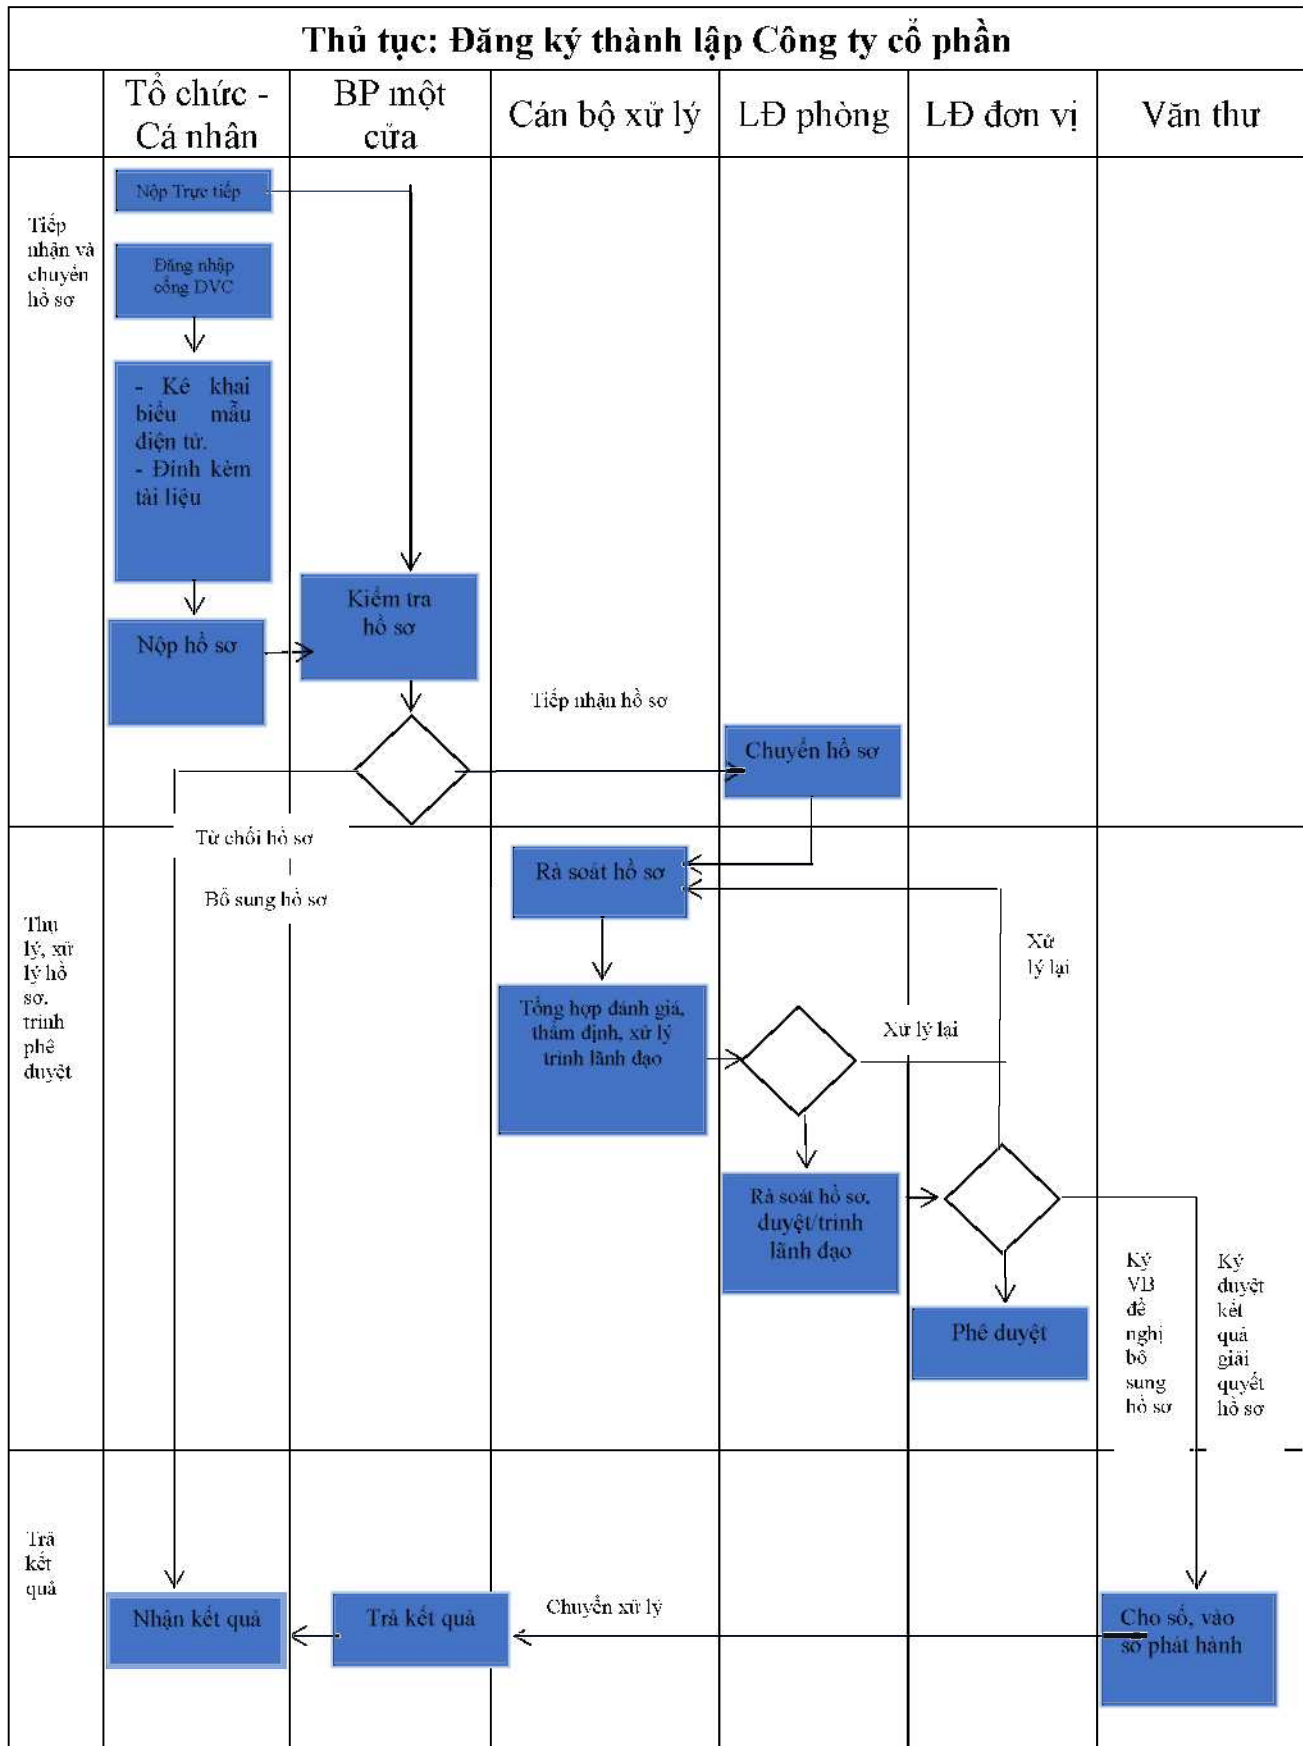 Thủ tục: Đăng ký thành lập Công ty cổ phần
Tổ chức -
Cá nhân
BP một
cửa
Cán bộ xử lý
LĐ phòng
LĐ đơn vị
Văn thư
Tiếp
nhận và
chuyển
hồ sơ
Nộp Trực tiếp
Đăng nhập
cổng DVC
- Kê khai
biểu mẫu
điện tử.
- Đính kèm
tài liệu
Nộp hồ sơ
Kiểm tra
hồ sơ
Tiếp nhận hồ sơ
Chuyển hồ sơ
Từ chối hồ sơ
Bổ sung hồ sơ
Thụ
lý, xử
lý hồ
sơ.
trình
phê
duyệt
Rà soát hồ sơ
Tổng hợp đánh giá,
thẩm định, xử lý
trình lãnh đạo
Xử lý lại
Xử
lý lại
Rà soát hồ sơ,
duyệt/trình
lãnh đạo
Phê duyệt
Ký
VB
đề
nghị
bổ
sung
hồ sơ
Ký
duyệt
kết
quả
giải
quyết
hồ sơ
Trả
kết
quả
Nhận kết quả
Trả kết quả
Chuyển xử lý
Cho số, vào
sổ phát hành